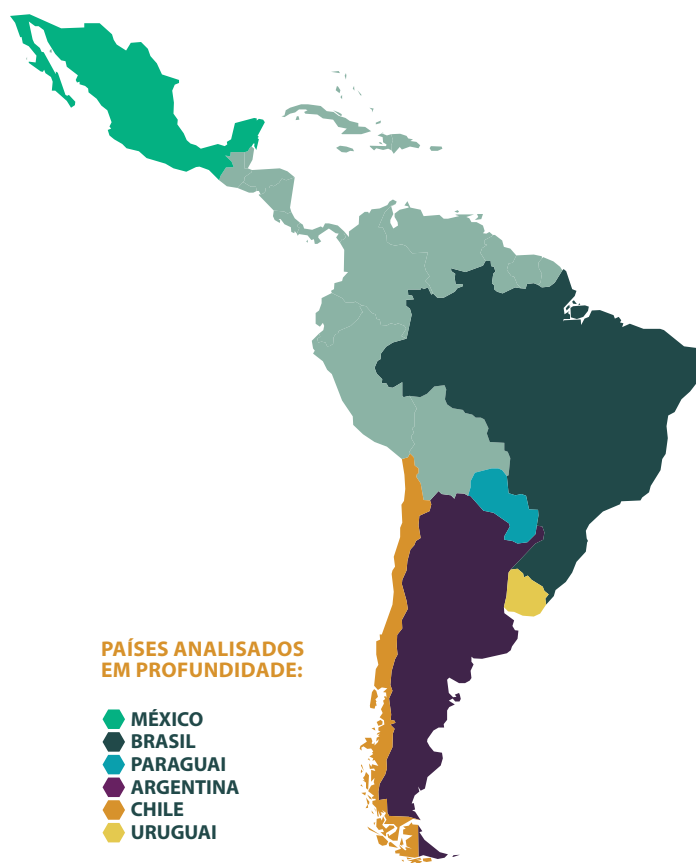 PAÍSES ANALISADOS
EM PROFUNDIDADE:
MÉXICO
BRASIL
PARAGUAI
ARGENTINA
CHILE
URUGUAI